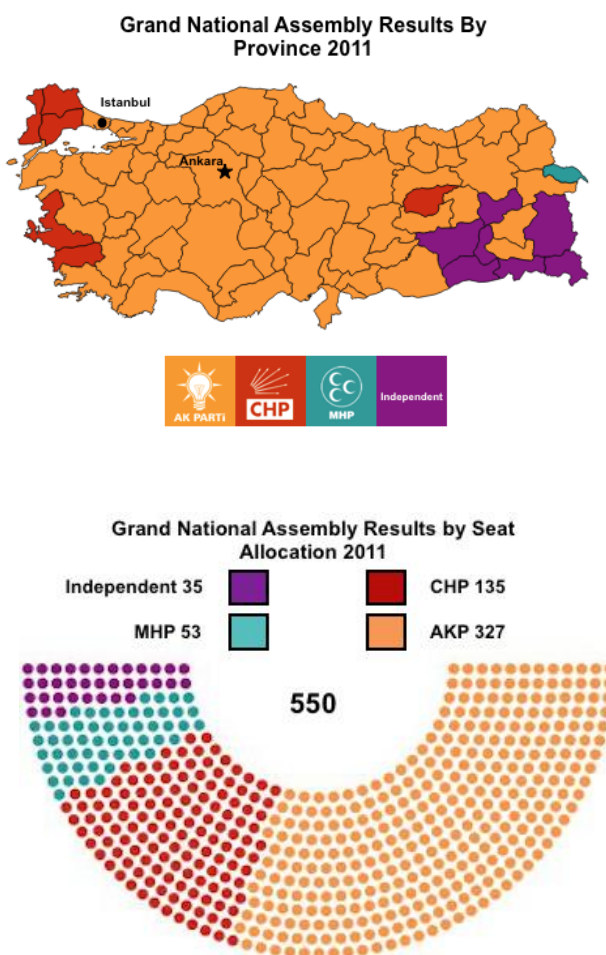 Grand National Assembly Results By
Province 2011
Istanbul
Ankara
AK PARTi
CHP
MHP
Independent
Grand National Assembly Results by Seat
Allocation 2011
Independent 35
CHP 135
MHP 53
AKP 327
550